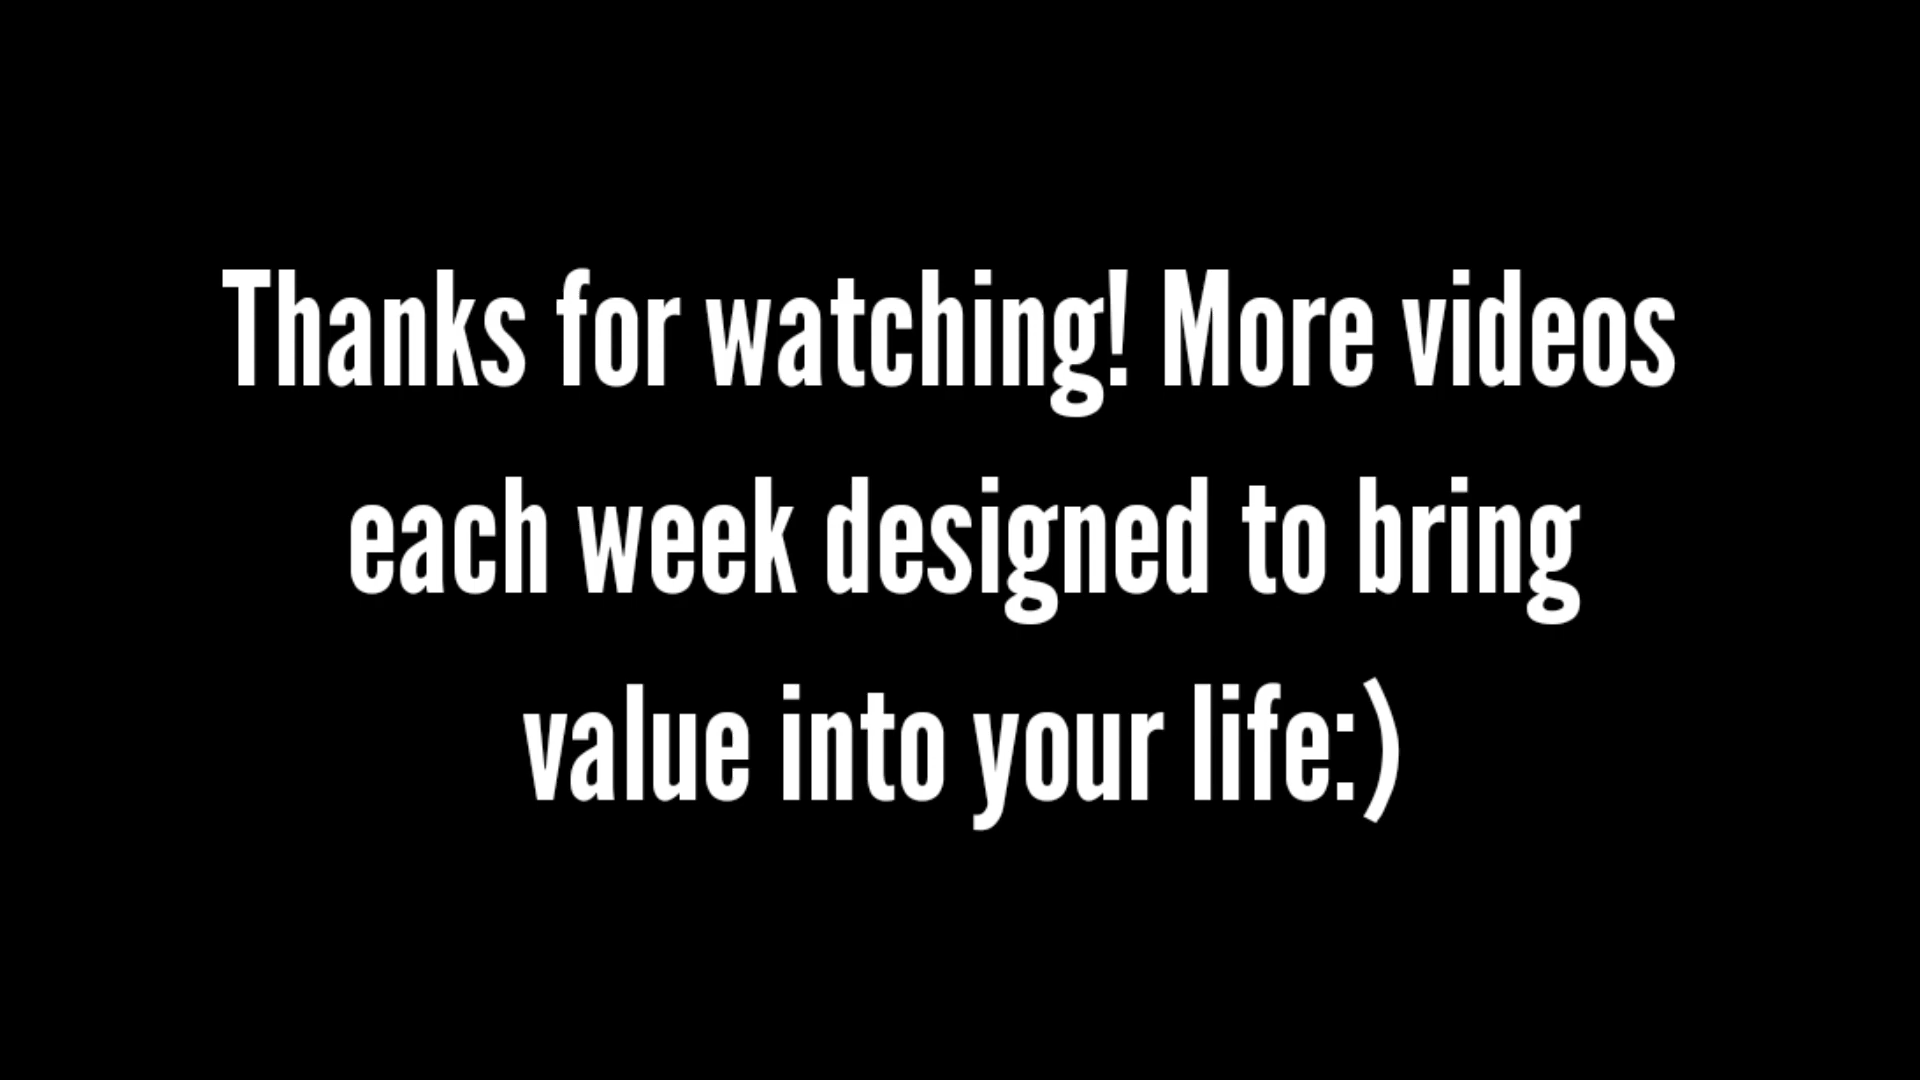 Thanks for watching! More videos
each week designed to bring
value into your life:)